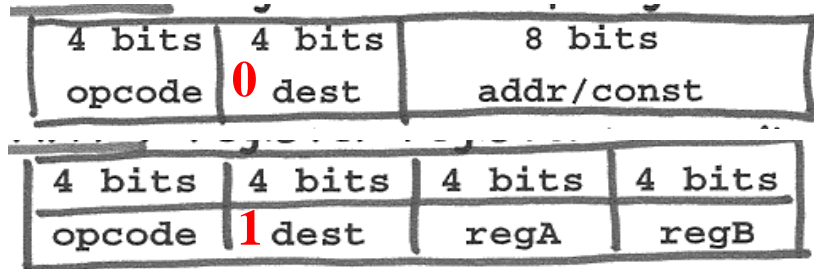 4 bits 4 bits 8 bits
opcode 0 dest addr/const
4 bits 4 bits 4 bits 4 bits
opcode 1 dest regA regB